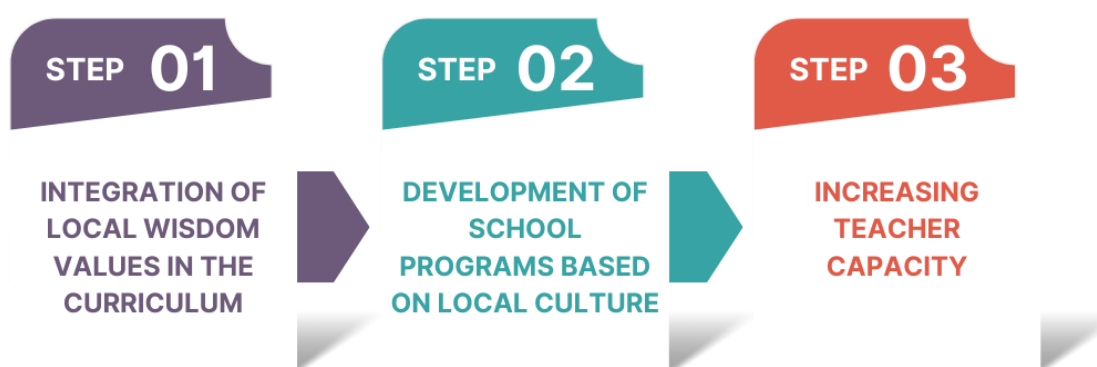 STEP 01
INTEGRATION OF
LOCAL WISDOM
VALUES IN THE
CURRICULUM
STEP 02
DEVELOPMENT OF
SCHOOL
PROGRAMS BASED
ON LOCAL CULTURE
STEP 03
INCREASING
TEACHER
CAPACITY